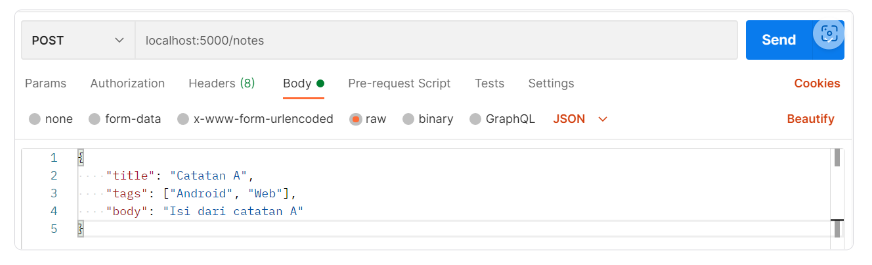 POST localhost:5000/notes Send
Params Authorization Headers (8) Body Pre-request Script Tests Settings Cookies
none form-data x-www-form-urlencoded raw binary GraphQL JSON Beautify
1 {
2 "title": "Catatan A",
3 "tags": ["Android", "Web"],
4 "body": "Isi dari catatan A"
5 }